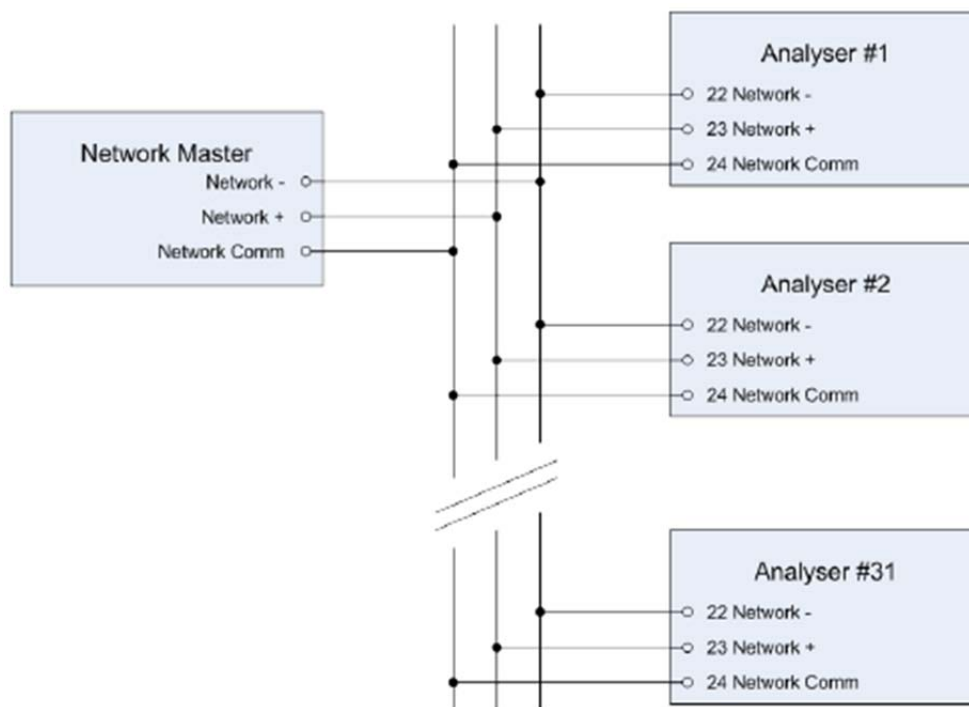 Network Master
Network -
Network +
Network Comm
Analyser #1
22 Network -
23 Network +
24 Network Comm
Analyser #2
22 Network -
23 Network +
24 Network Comm
Analyser #31
22 Network -
23 Network +
24 Network Comm